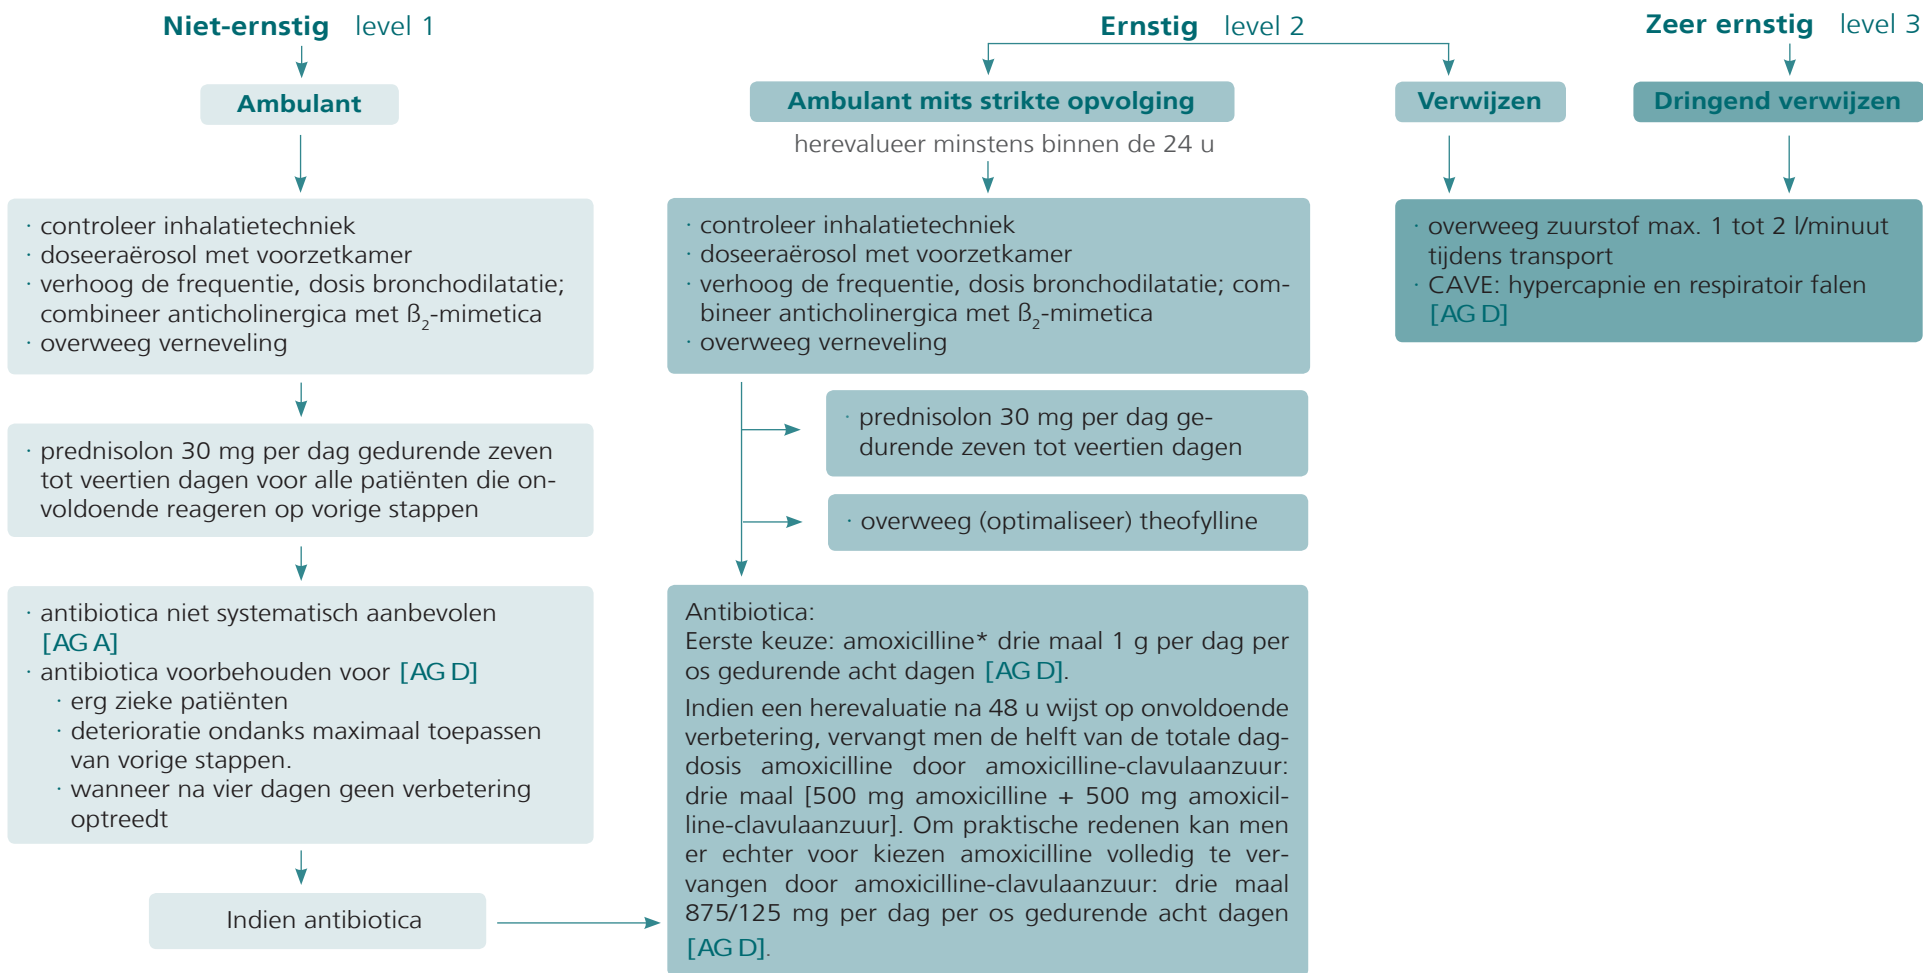 Niet-ernstig level 1
Ambulant
· controleer inhalatietechniek
· doseeraërosol met voorzetkamer
· verhoog de frequentie, dosis bronchodilatatie;
combineer anticholinergica met ß₂-mimetica
· overweeg verneveling
· prednisolon 30 mg per dag gedurende zeven
tot veertien dagen voor alle patiënten die on-
voldoende reageren op vorige stappen
· antibiotica niet systematisch aanbevolen
[AG A]
· antibiotica voorbehouden voor [AG D]
· erg zieke patiënten
· deterioratie ondanks maximaal toepassen
van vorige stappen.
· wanneer na vier dagen geen verbetering
optreedt
Indien antibiotica
Ernstig level 2
Ambulant mits strikte opvolging
herevalueer minstens binnen de 24 u
· controleer inhalatietechniek
· doseeraërosol met voorzetkamer
· verhoog de frequentie, dosis bronchodilatatie; com-
bineer anticholinergica met ß₂-mimetica
· overweeg verneveling
· prednisolon 30 mg per dag ge-
durende zeven tot veertien dagen
· overweeg (optimaliseer) theofylline
Antibiotica:
Eerste keuze: amoxicilline* drie maal 1 g per dag per
os gedurende acht dagen [AG D].
Indien een herevaluatie na 48 u wijst op onvoldoende
verbetering, vervangt men de helft van de totale dag-
dosis amoxicilline door amoxicilline-clavulaanzuur:
drie maal [500 mg amoxicilline + 500 mg amoxicil-
line-clavulaanzuur]. Om praktische redenen kan men
er echter voor kiezen amoxicilline volledig te ver-
vangen door amoxicilline-clavulaanzuur: drie maal
875/125 mg per dag per os gedurende acht dagen
[AG D].
Verwijzen
Zeer ernstig level 3
Dringend verwijzen
· overweeg zuurstof max. 1 tot 2 l/minuut
tijdens transport
· CAVE: hypercapnie en respiratoir falen
[AG D]